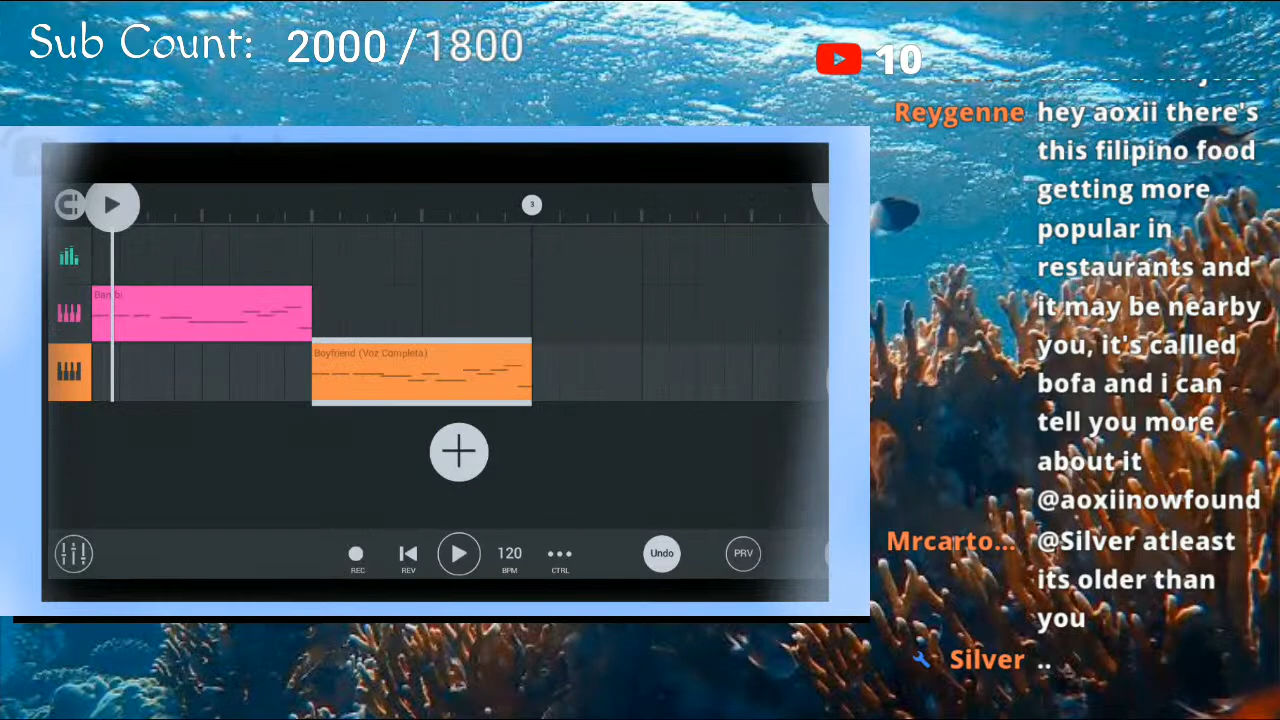 Sub Count: 2000 / 1800
10
Reygenne hey aoxii there's
this filipino food
getting more
popular in
restaurants and
it may be nearby
you, it's callled
bofa and i can
tell you more
about it
@aoxiinowfound
Mrcarto... @Silver atleast
its older than
you
Silver ..
3
Boyfriend (Voz Completa)
120
REC REV BPM CTRL
Undo PRV